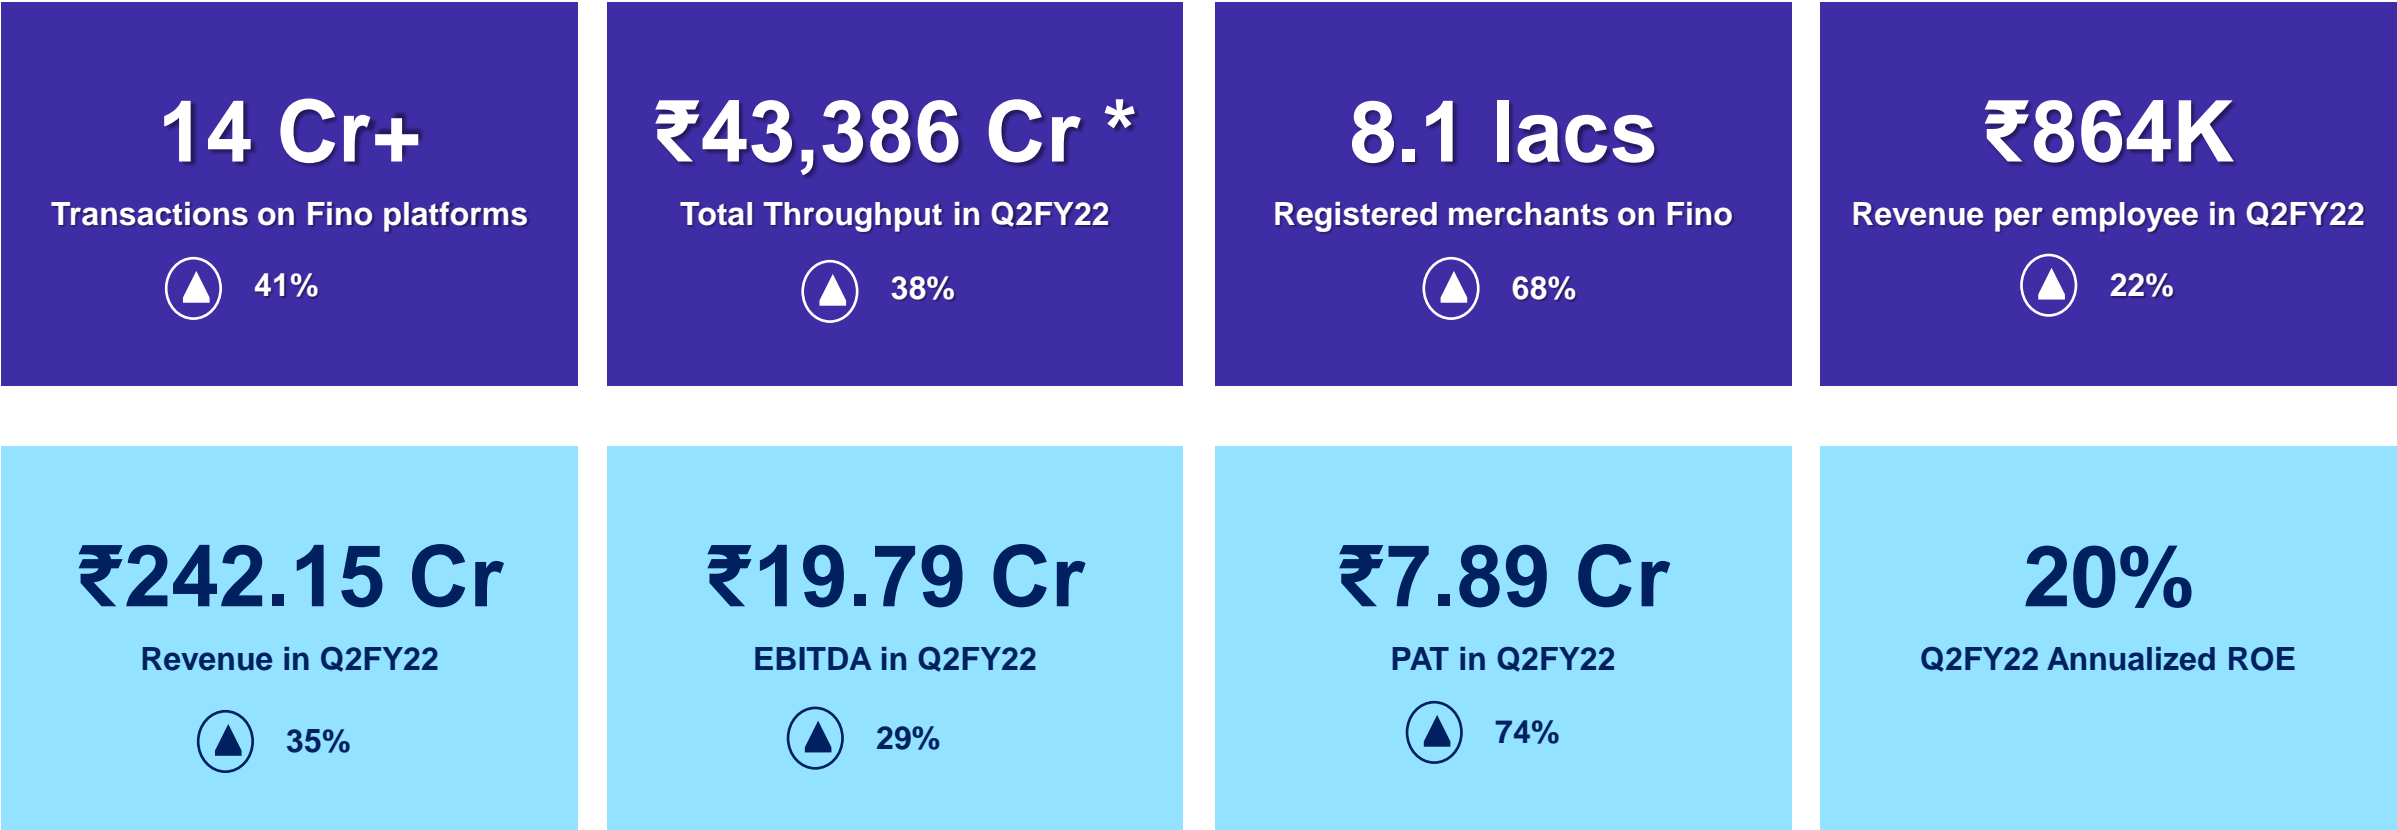 14 Cr+
Transactions on Fino platforms
41%
₹43,386 Cr *
Total Throughput in Q2FY22
38%
8.1 lacs
Registered merchants on Fino
68%
₹864K
Revenue per employee in Q2FY22
22%
₹242.15 Cr
Revenue in Q2FY22
35%
₹19.79 Cr
EBITDA in Q2FY22
29%
₹7.89 Cr
PAT in Q2FY22
74%
20%
Q2FY22 Annualized ROE